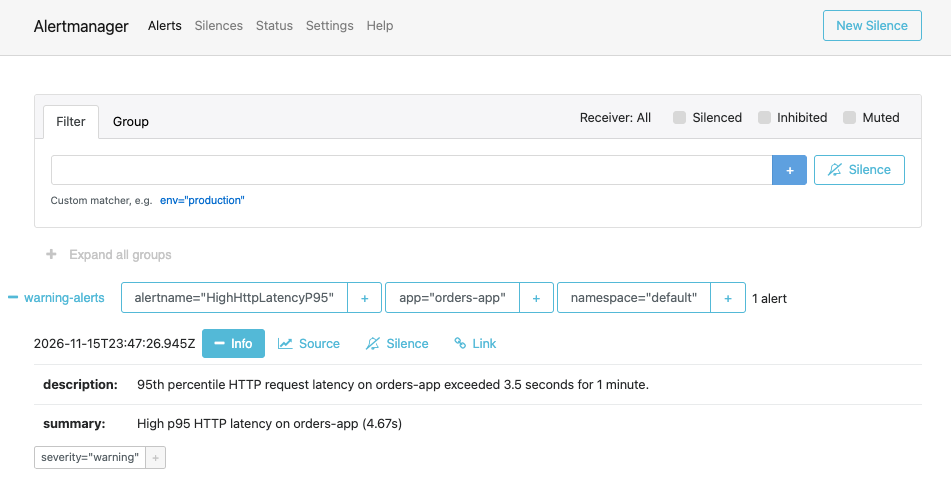 Alertmanager Alerts Silences Status Settings Help New Silence
Filter Group Receiver: All Silenced Inhibited Muted
+ Silence
Custom matcher, e.g. env="production"
+ Expand all groups
− warning-alerts alertname="HighHttpLatencyP95" + app="orders-app" + namespace="default" + 1 alert
2026-11-15T23:47:26.945Z − Info Source Silence Link
description: 95th percentile HTTP request latency on orders-app exceeded 3.5 seconds for 1 minute.
summary: High p95 HTTP latency on orders-app (4.67s)
severity="warning" +